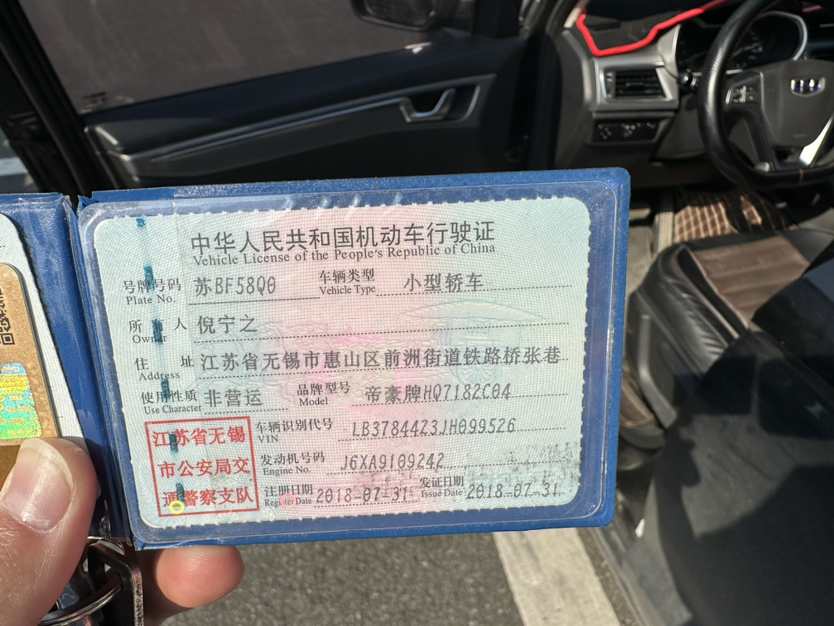 中华人民共和国机动车行驶证
Vehicle License of the People's Republic of China
号牌号码 苏BF58Q0 车辆类型 小型轿车
Plate No. Vehicle Type
所有人 倪宁之
Owner
住址 江苏省无锡市惠山区前洲街道铁路桥张巷
Address
使用性质 非营运 品牌型号 帝豪牌HQ7182C04
Use Character Model
江苏省无锡
市公安局交
通警察支队
车辆识别代号 LB3784423JH099526
VIN
发动机号码 J6XA9109242
Engine No.
注册日期 2018-07-31 发证日期 2018-07-31
Register Date Issue Date